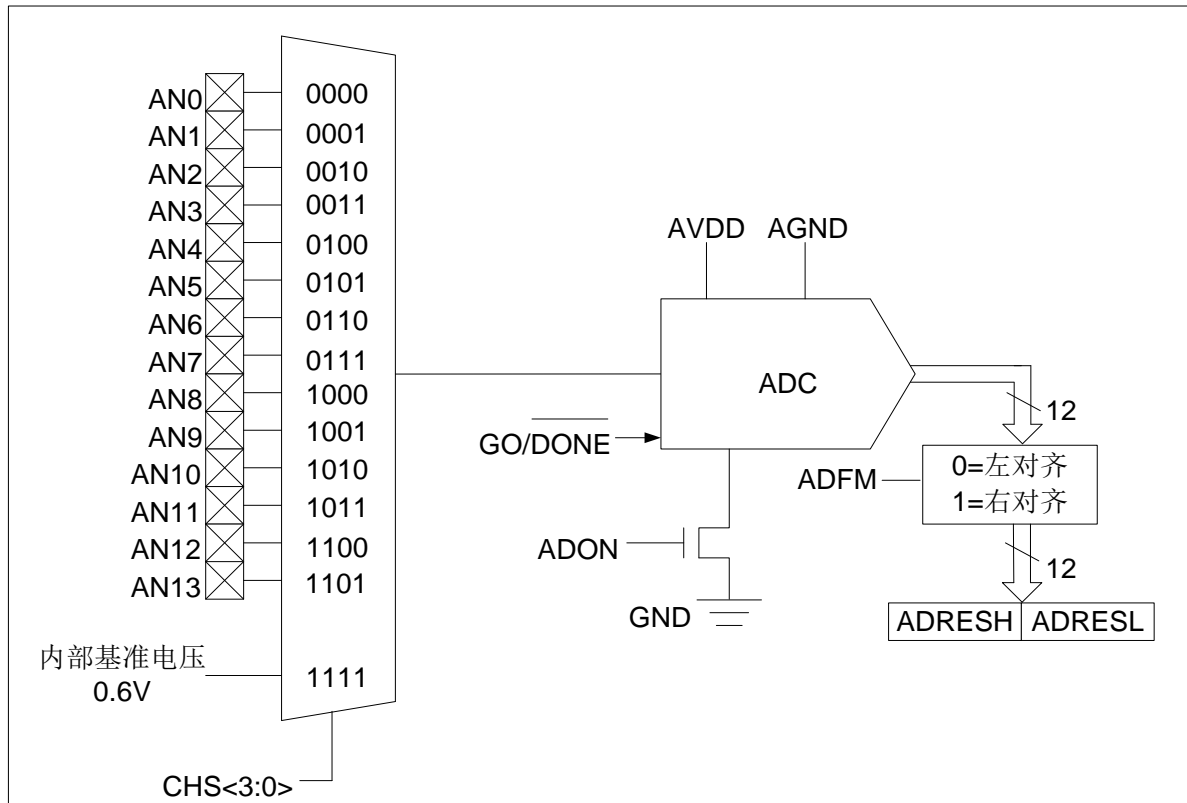 AN0
0000
AN1
0001
AN2
0010
AN3
0011
AN4
0100
AN5
0101
AN6
0110
AN7
0111
AN8
1000
AN9
1001
AN10
1010
AN11
1011
AN12
1100
AN13
1101
内部基准电压
0.6V
1111
CHS<3:0>
AVDD
AGND
ADC
GO/DONE
ADON
GND
12
ADFM
0=左对齐
1=右对齐
12
ADRESH
ADRESL